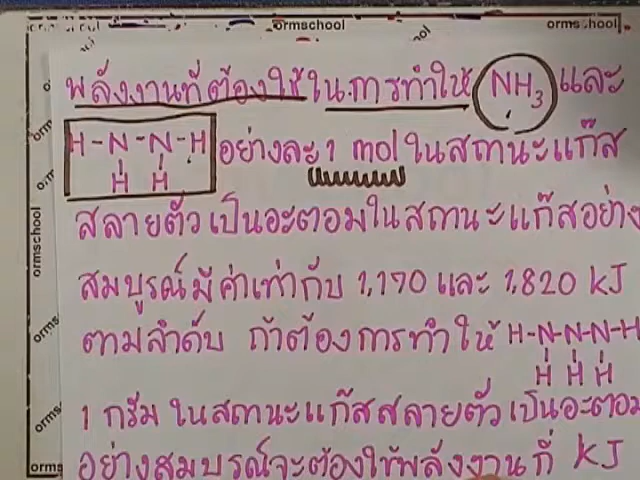 ormschool ormschool
พลังงานที่ต้องใช้ในการทำให้ NH3 และ
H-N-N-H อย่างละ 1 mol ในสถานะแก๊ส
H H
สลายตัวเป็นอะตอมในสถานะแก๊สอย่าง
สมบูรณ์มีค่าเท่ากับ 1,170 และ 1,820 kJ
ตามลำดับ ถ้าต้องการทำให้ H-N-N-N-H
H H H
1 กรัม ในสถานะแก๊สสลายตัวเป็นอะตอม
อย่างสมบูรณ์จะต้องใช้พลังงานกี่ kJ
ormschool